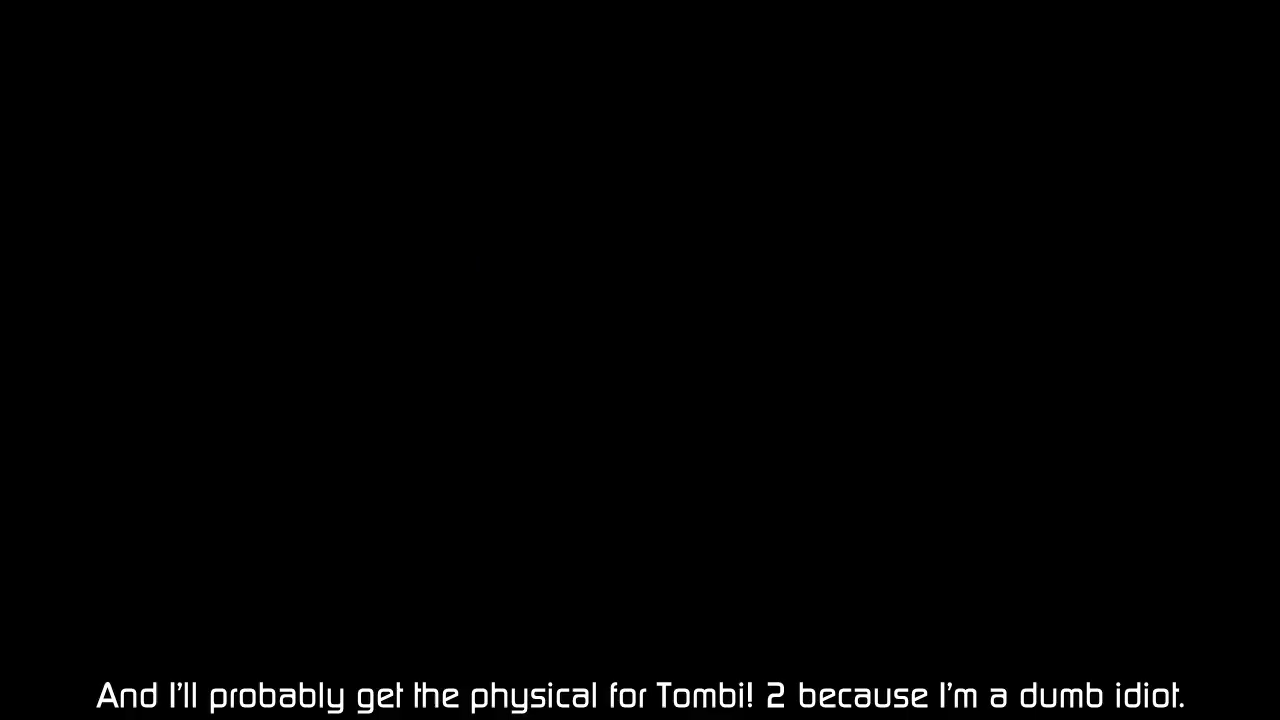 And I'll probably get the physical for Tombi! 2 because I'm a dumb idiot.